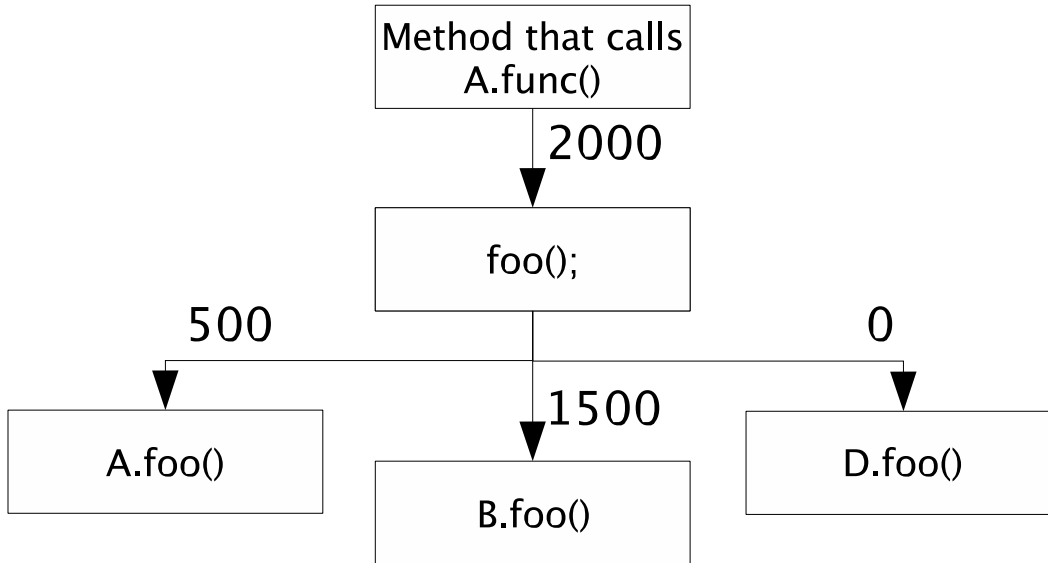 Method that calls
A.func()
2000
foo();
500
0
1500
A.foo()
D.foo()
B.foo()